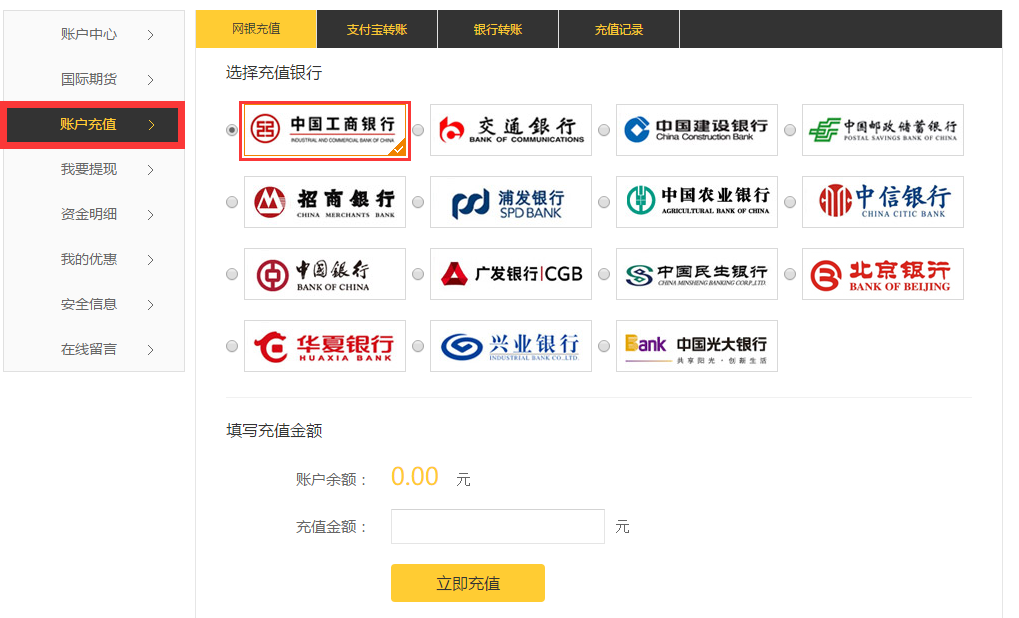 账户中心
国际期货
账户充值
我要提现
资金明细
我的优惠
安全信息
在线留言
网银充值 支付宝转账 银行转账 充值记录
选择充值银行
中国工商银行
INDUSTRIAL AND COMMERCIAL BANK OF CHINA
交通银行
BANK OF COMMUNICATIONS
中国建设银行
China Construction Bank
中国邮政储蓄银行
POSTAL SAVINGS BANK OF CHINA
招商银行
CHINA MERCHANTS BANK
浦发银行
SPD BANK
中国农业银行
AGRICULTURAL BANK OF CHINA
中信银行
CHINA CITIC BANK
中国银行
BANK OF CHINA
广发银行|CGB
中国民生银行
CHINA MINSHENG BANKING CORP.,LTD.
北京银行
BANK OF BEIJING
华夏银行
HUAXIA BANK
兴业银行
INDUSTRIAL BANK CO.,LTD.
Bank 中国光大银行
共享阳光·创新生活
填写充值金额
账户余额： 0.00 元
充值金额： 元
立即充值